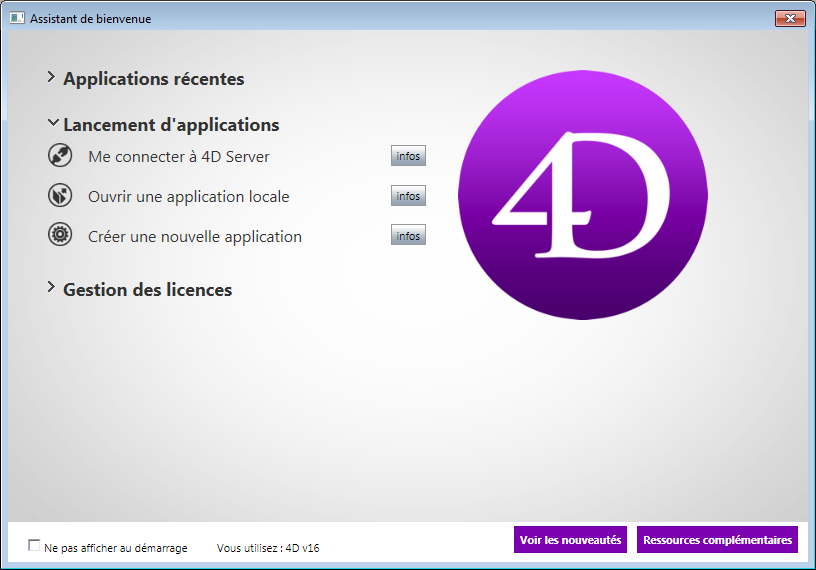 Assistant de bienvenue
Applications récentes
Lancement d'applications
Me connecter à 4D Server
infos
Ouvrir une application locale
infos
Créer une nouvelle application
infos
Gestion des licences
4D
Ne pas afficher au démarrage
Vous utilisez : 4D v16
Voir les nouveautés
Ressources complémentaires